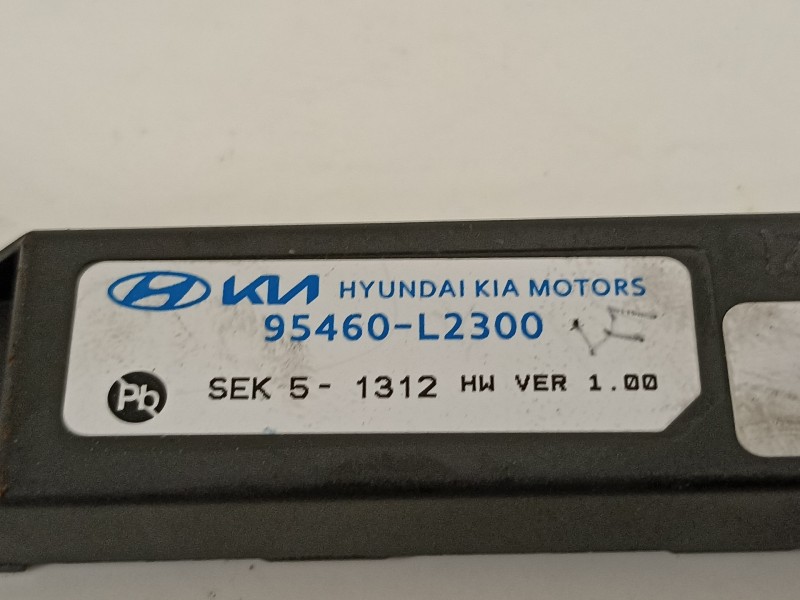 KIA HYUNDAI KIA MOTORS
95460-L2300
Pb SEK 5 - 1312 HW VER 1.00